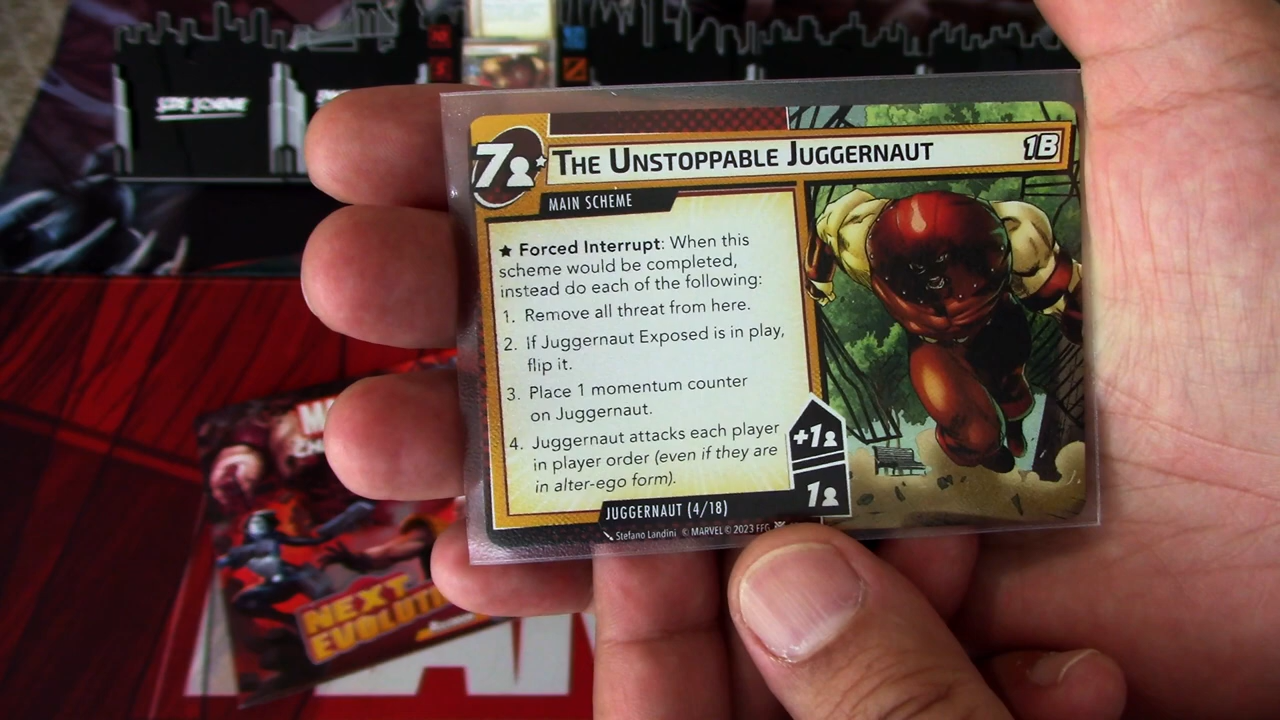 SIDE SCHEME
7
THE UNSTOPPABLE JUGGERNAUT
1B
MAIN SCHEME
★ Forced Interrupt: When this
scheme would be completed,
instead do each of the following:
1. Remove all threat from here.
2. If Juggernaut Exposed is in play,
flip it.
3. Place 1 momentum counter
on Juggernaut.
4. Juggernaut attacks each player
in player order (even if they are
in alter-ego form).
+1
1
JUGGERNAUT (4/18)
Stefano Landini © MARVEL © 2023 FFG
NEXT
EVOLUTION